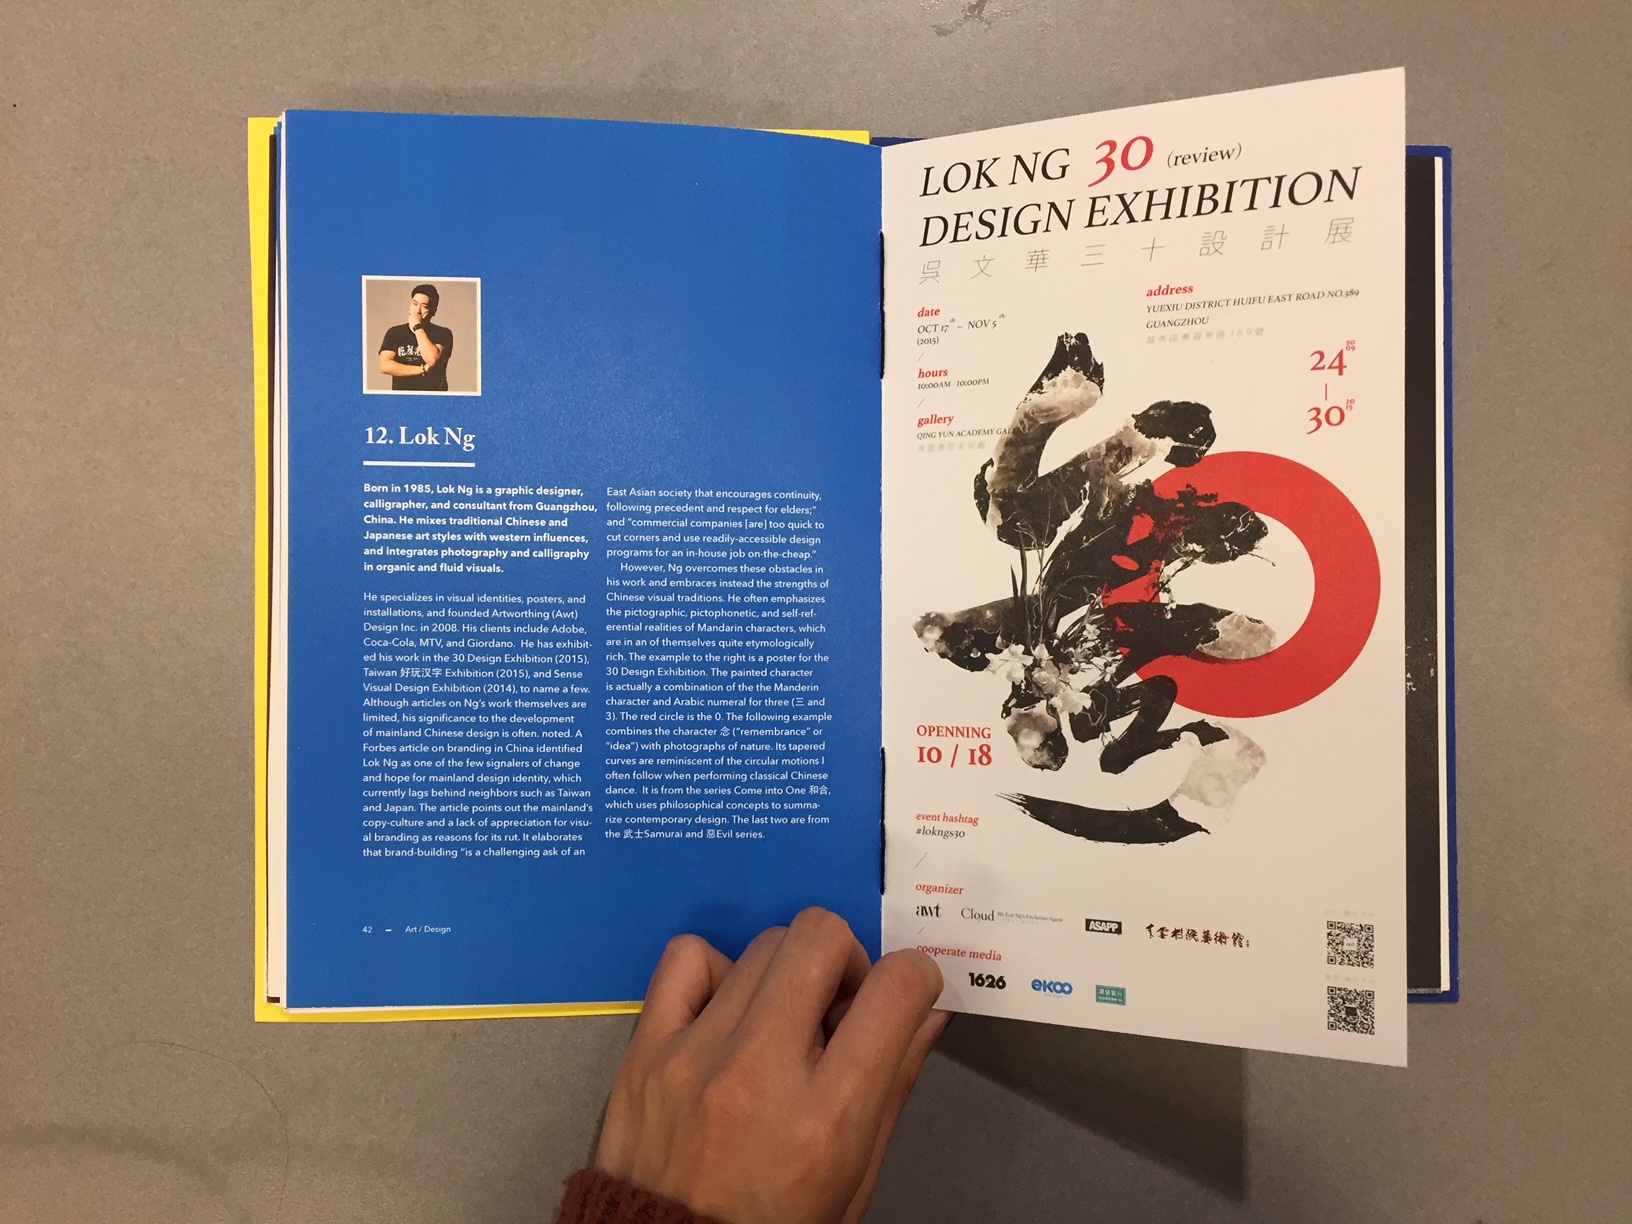 12. Lok Ng
Born in 1985, Lok Ng is a graphic designer,
calligrapher, and consultant from Guangzhou,
China. He mixes traditional Chinese and
Japanese art styles with western influences,
and integrates photography and calligraphy
in organic and fluid visuals.
He specializes in visual identities, posters, and
installations, and founded Artworthing (Awt)
Design Inc. in 2008. His clients include Adobe,
Coca-Cola, MTV, and Giordano. He has exhibit-
ed his work in the 30 Design Exhibition (2015),
Taiwan 好玩汉字 Exhibition (2015), and Sense
Visual Design Exhibition (2014), to name a few.
Although articles on Ng's work themselves are
limited, his significance to the development
of mainland Chinese design is often. noted. A
Forbes article on branding in China identified
Lok Ng as one of the few signalers of change
and hope for mainland design identity, which
currently lags behind neighbors such as Taiwan
and Japan. The article points out the mainland's
copy-culture and a lack of appreciation for visu-
al branding as reasons for its rut. It elaborates
that brand-building "is a challenging ask of an
East Asian society that encourages continuity,
following precedent and respect for elders;"
and "commercial companies [are] too quick to
cut corners and use readily-accessible design
programs for an in-house job on-the-cheap."
However, Ng overcomes these obstacles in
his work and embraces instead the strengths of
Chinese visual traditions. He often emphasizes
the pictographic, pictophonetic, and self-ref-
erential realities of Mandarin characters, which
are in an of themselves quite etymologically
rich. The example to the right is a poster for the
30 Design Exhibition. The painted character
is actually a combination of the the Manderin
character and Arabic numeral for three (三 and
3). The red circle is the 0. The following example
combines the character 念 ("remembrance" or
"idea") with photographs of nature. Its tapered
curves are reminiscent of the circular motions I
often follow when performing classical Chinese
dance. It is from the series Come into One 和合,
which uses philosophical concepts to summa-
rize contemporary design. The last two are from
the 武士Samurai and 惡Evil series.
42 – Art / Design
LOK NG 30 (review)
DESIGN EXHIBITION
吳文華三十設計展
date
OCT 17th – NOV 5th
(2015)
/
hours
10:00AM - 10:00PM
/
gallery
QING YUN ACADEMY
address
YUEXIU DISTRICT HUIFU EAST ROAD NO.389
GUANGZHOU
越秀區惠福東路389號
24 2009
|
30 2015
OPENNING
10 / 18
event hashtag
#lokngs30
/
organizer
awt Cloud Mr Lok Ng's Exclusive Agent ASAPP
/
cooperate media
1626 ekoo